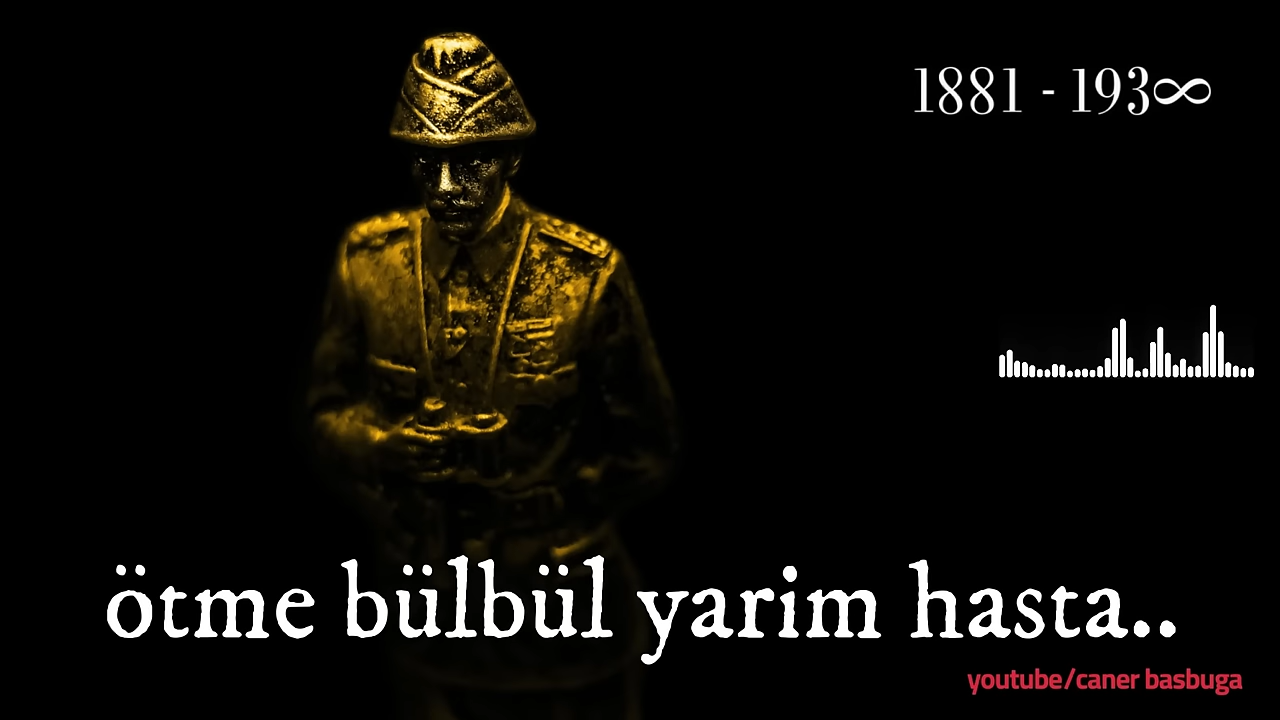 1881 - 193∞
ötme bülbül yarim hasta..
youtube/caner basbuga